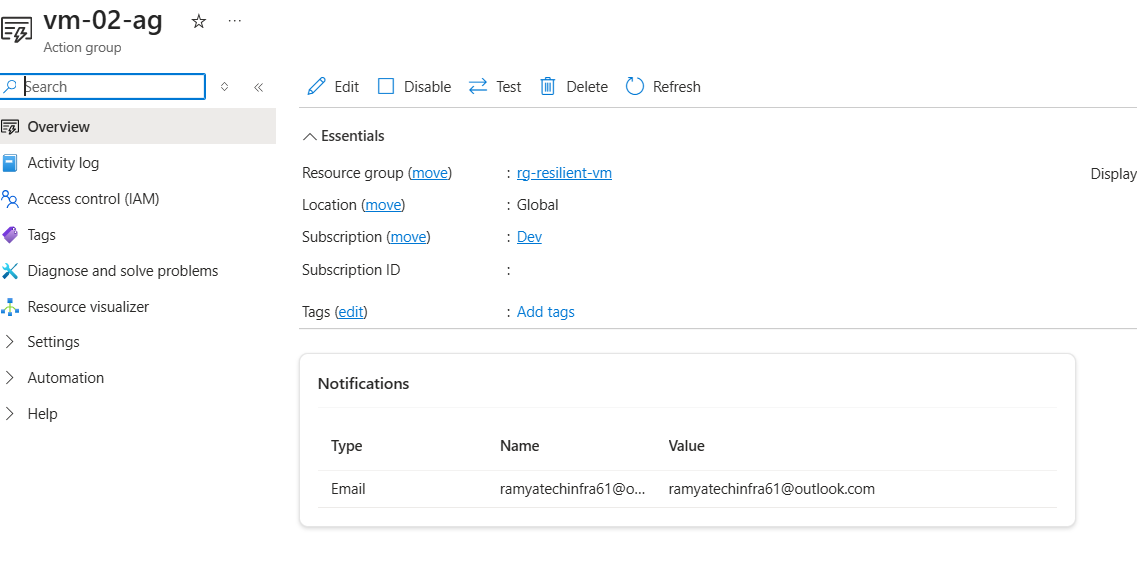 vm-02-ag ...
Action group
Search
Edit Disable Test Delete Refresh
Overview
Activity log
Access control (IAM)
Tags
Diagnose and solve problems
Resource visualizer
Settings
Automation
Help
Essentials
Resource group (move) : rg-resilient-vm
Display
Location (move) : Global
Subscription (move) : Dev
Subscription ID :
Tags (edit) : Add tags
Notifications
Type Name Value
Email ramyatechinfra61@o... ramyatechinfra61@outlook.com